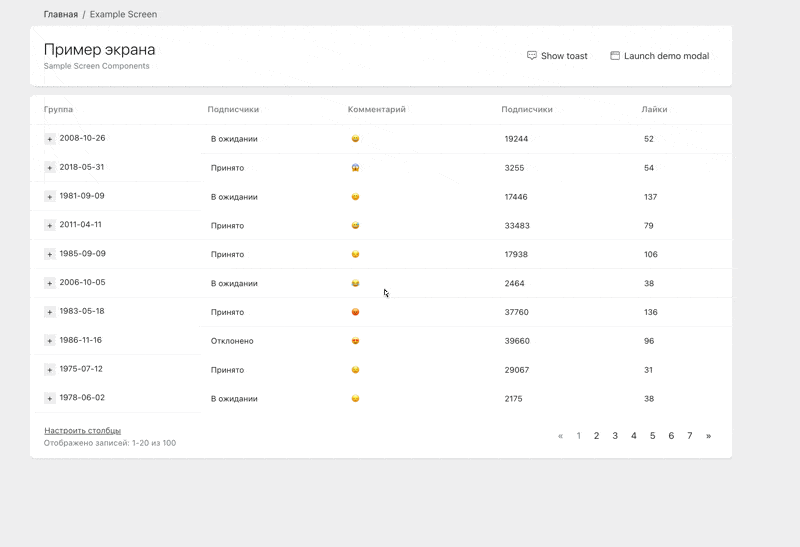 Главная / Example Screen
Пример экрана
Sample Screen Components
Show toast Launch demo modal
Группа Подписчики Комментарий Подписчики Лайки
+ 2008-10-26 В ожидании 😀 19244 52
+ 2018-05-31 Принято 😱 3255 54
+ 1981-09-09 В ожидании 😊 17446 137
+ 2011-04-11 Принято 😅 33483 79
+ 1985-09-09 Принято 😒 17938 106
+ 2006-10-05 В ожидании 😂 2464 38
+ 1983-05-18 Принято 😡 37760 136
+ 1986-11-16 Отклонено 😍 39660 96
+ 1975-07-12 Принято 😔 29067 31
+ 1978-06-02 В ожидании 😔 2175 38
Настроить столбцы
Отображено записей: 1-20 из 100
« 1 2 3 4 5 6 7 »